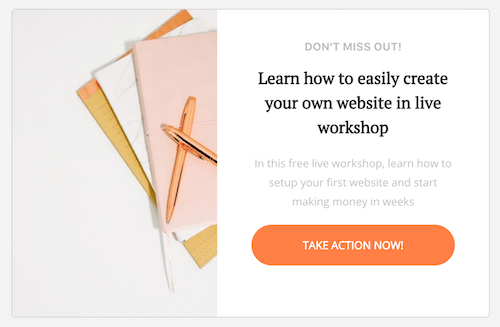 DON'T MISS OUT!
Learn how to easily create
your own website in live
workshop
In this free live workshop, learn how to
setup your first website and start
making money in weeks
TAKE ACTION NOW!